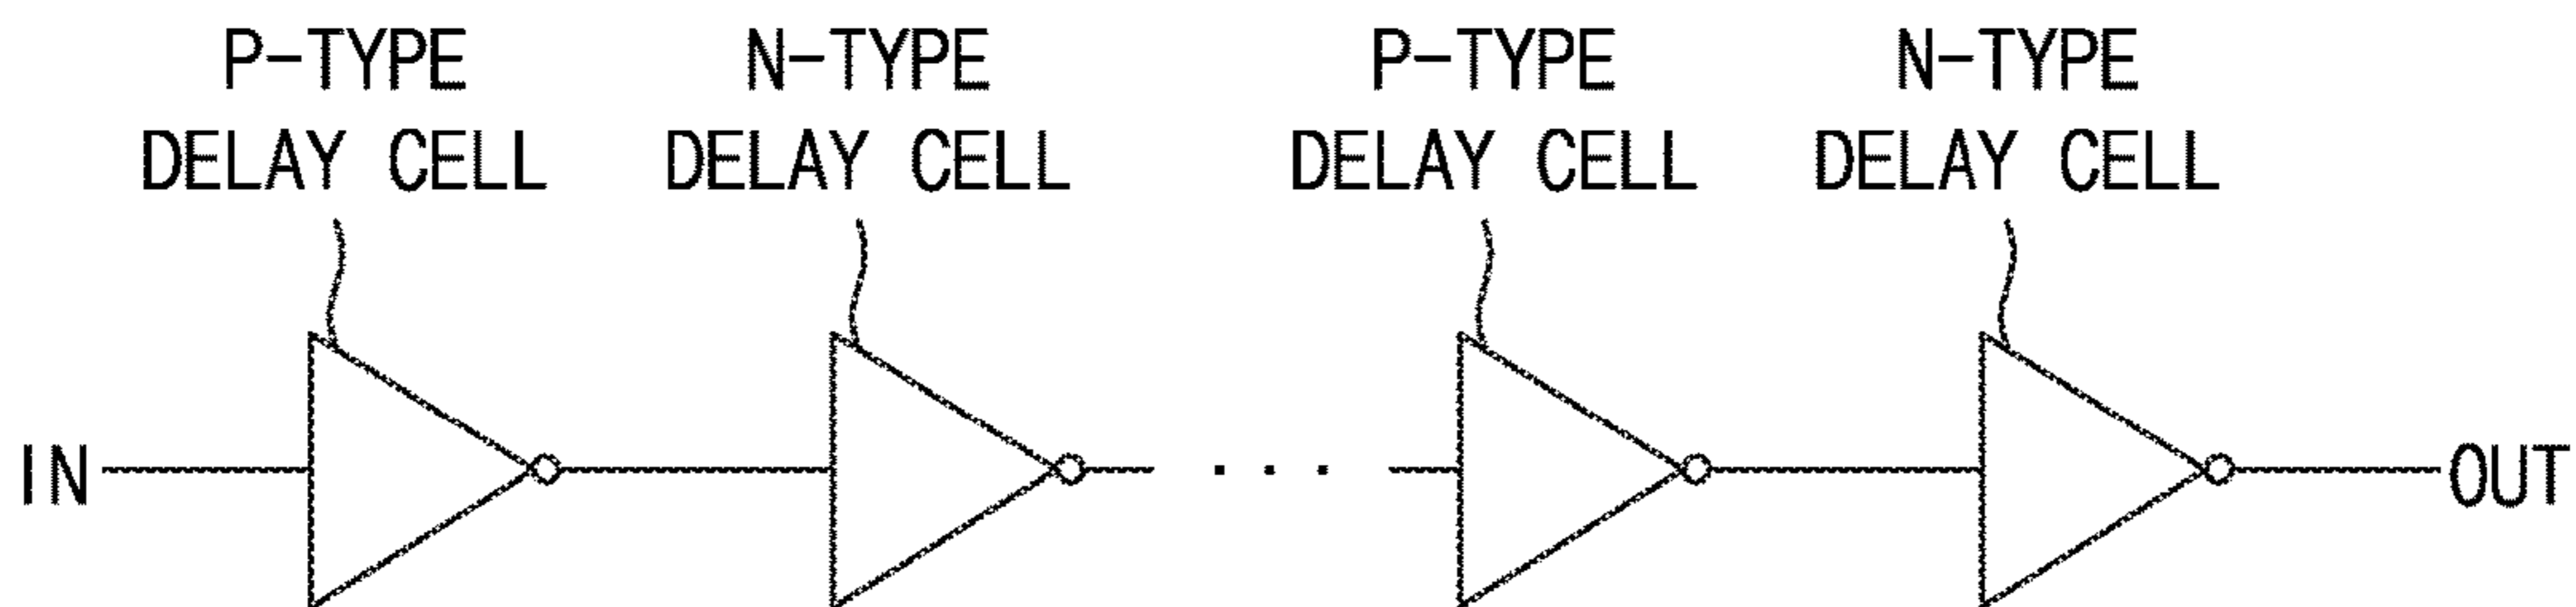 P-TYPE
DELAY CELL
N-TYPE
DELAY CELL
P-TYPE
DELAY CELL
N-TYPE
DELAY CELL
IN
. . .
OUT